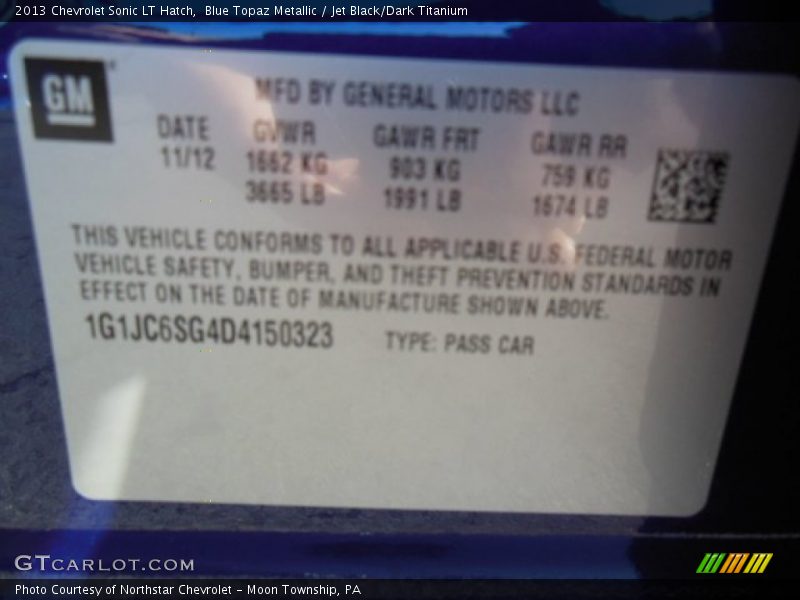 2013 Chevrolet Sonic LT Hatch,  Blue Topaz Metallic / Jet Black/Dark Titanium
GM
MFD BY GENERAL MOTORS LLC
DATE GVWR GAWR FRT GAWR RR
11/12 1662 KG 903 KG 759 KG
3665 LB 1991 LB 1674 LB
THIS VEHICLE CONFORMS TO ALL APPLICABLE U.S. FEDERAL MOTOR
VEHICLE SAFETY, BUMPER, AND THEFT PREVENTION STANDARDS IN
EFFECT ON THE DATE OF MANUFACTURE SHOWN ABOVE.
1G1JC6SG4D4150323 TYPE: PASS CAR
GTCARLOT.COM
Photo Courtesy of Northstar Chevrolet - Moon Township, PA